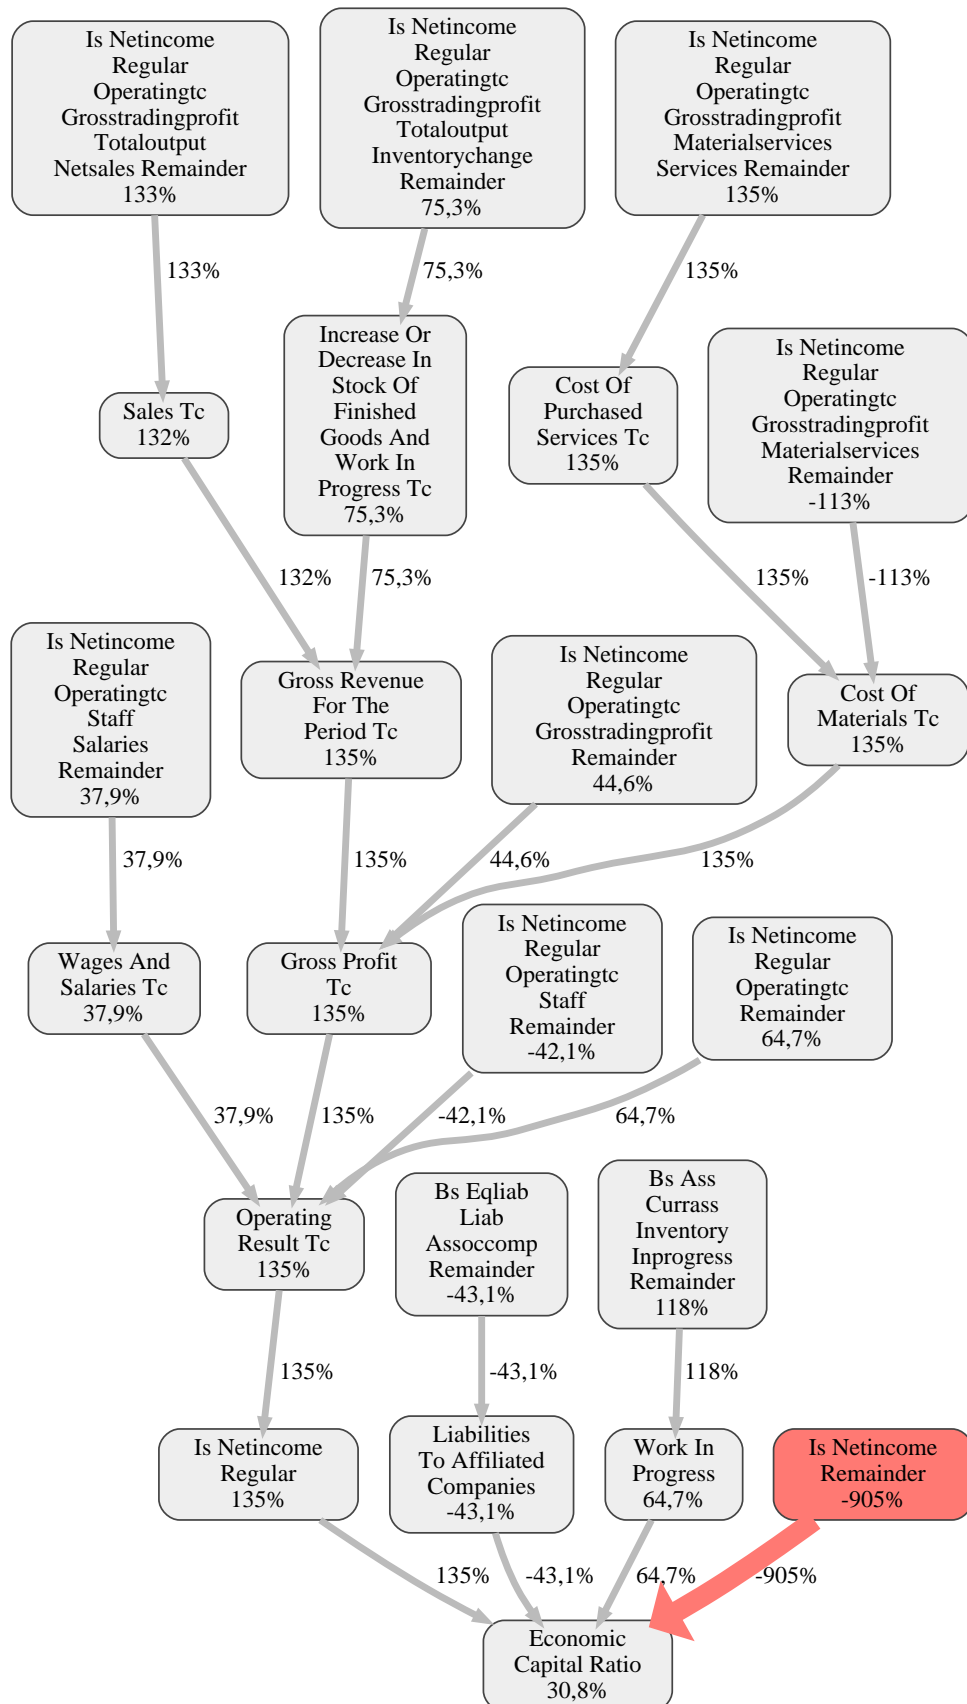 Is Netincome
Regular
Operatingtc
Grosstradingprofit
Totaloutput
Netsales Remainder
133%
Is Netincome
Regular
Operatingtc
Grosstradingprofit
Totaloutput
Inventorychange
Remainder
75,3%
Is Netincome
Regular
Operatingtc
Grosstradingprofit
Materialservices
Services Remainder
135%
133%
75,3%
135%
Sales Tc
132%
Increase Or
Decrease In
Stock Of
Finished
Goods And
Work In
Progress Tc
75,3%
Cost Of
Purchased
Services Tc
135%
Is Netincome
Regular
Operatingtc
Grosstradingprofit
Materialservices
Remainder
-113%
132%
75,3%
135%
-113%
Is Netincome
Regular
Operatingtc
Staff
Salaries
Remainder
37,9%
Gross Revenue
For The
Period Tc
135%
Is Netincome
Regular
Operatingtc
Grosstradingprofit
Remainder
44,6%
Cost Of
Materials Tc
135%
37,9%
135%
44,6%
135%
Wages And
Salaries Tc
37,9%
Gross Profit
Tc
135%
Is Netincome
Regular
Operatingtc
Staff
Remainder
-42,1%
Is Netincome
Regular
Operatingtc
Remainder
64,7%
37,9%
135%
-42,1%
64,7%
Operating
Result Tc
135%
Bs Eqliab
Liab
Assoccomp
Remainder
-43,1%
Bs Ass
Currass
Inventory
Inprogress
Remainder
118%
135%
-43,1%
118%
Is Netincome
Regular
135%
Liabilities
To Affiliated
Companies
-43,1%
Work In
Progress
64,7%
Is Netincome
Remainder
-905%
135%
-43,1%
64,7%
-905%
Economic
Capital Ratio
30,8%